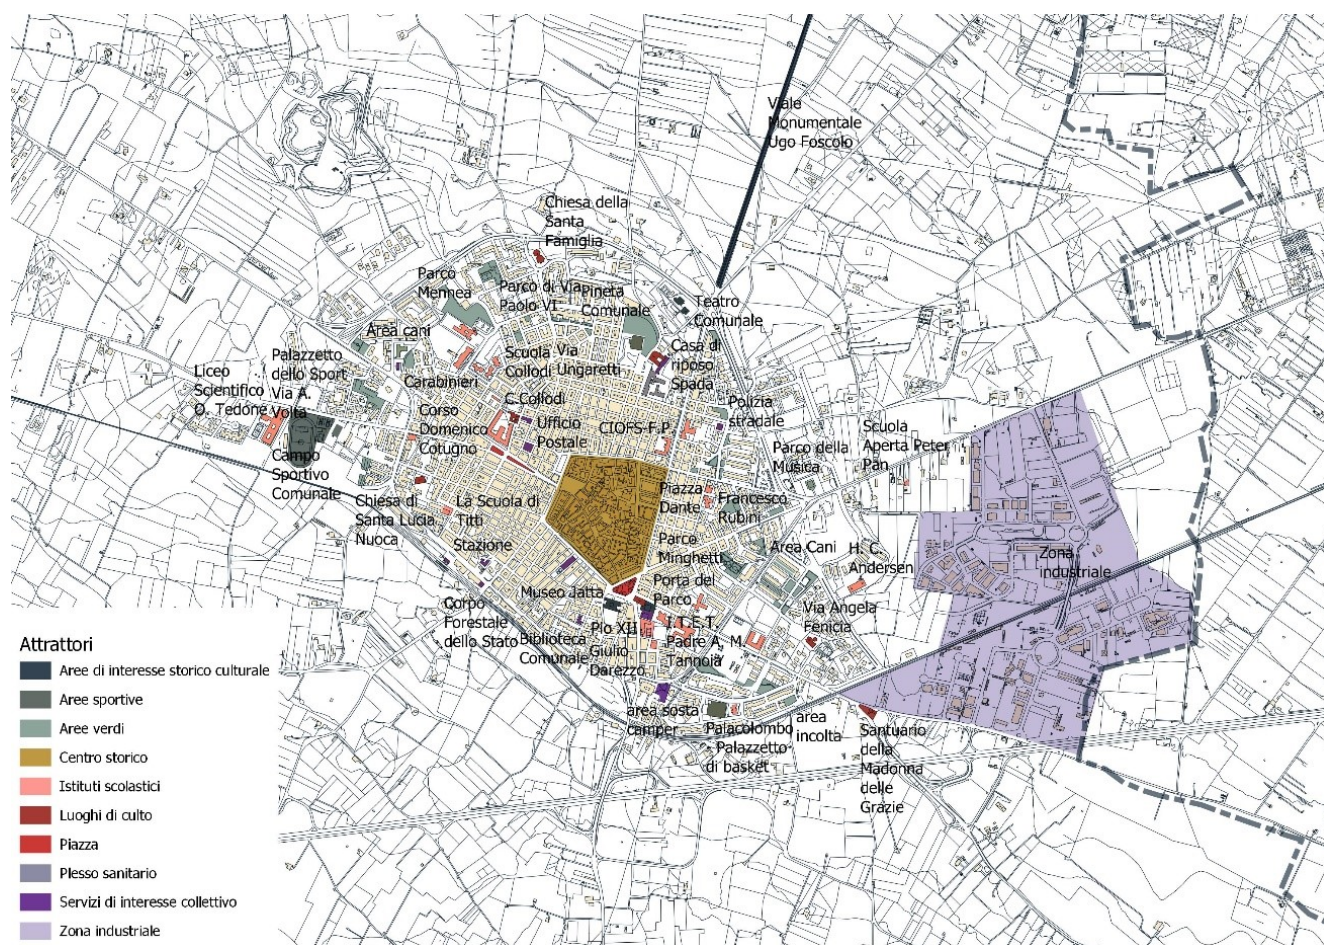 Viale
Monumentale
Ugo Foscolo
Chiesa della
Santa
Famiglia
Parco
Mennea
Parco di Via
Paolo VI
Pineta
Comunale
Teatro
Comunale
Area cani
Palazzetto
dello Sport
Via A.
Volta
Liceo
Scientifico
O. Tedone
Carabinieri
Scuola
Collodi
Via
Ungaretti
Casa di
riposo
Spada
C.Collodi
Corso
Domenico
Cotugno
Ufficio
Postale
CIOFS-F.P.
Polizia
stradale
Campo
Sportivo
Comunale
Parco della
Musica
Scuola
Aperta Peter
Pan
Chiesa di
Santa Lucia
Nuoca
La Scuola di
Titti
Piazza
Dante
Francesco
Rubini
Stazione
Parco
Minghetti
Area Cani
H. C.
Andersen
Zona
industriale
Museo Jatta
Porta del
Parco
Corpo
Forestale
dello Stato
Biblioteca
Comunale
Pio XII
Giulio
Darezzo
I.T.E.T.
Padre A. M.
Tannoia
Via Angela
Fenicia
area sosta
camper
Palacolombo
- Palazzetto
di basket
area
incolta
Santuario
della
Madonna
delle
Grazie
Attrattori
Aree di interesse storico culturale
Aree sportive
Aree verdi
Centro storico
Istituti scolastici
Luoghi di culto
Piazza
Plesso sanitario
Servizi di interesse collettivo
Zona industriale